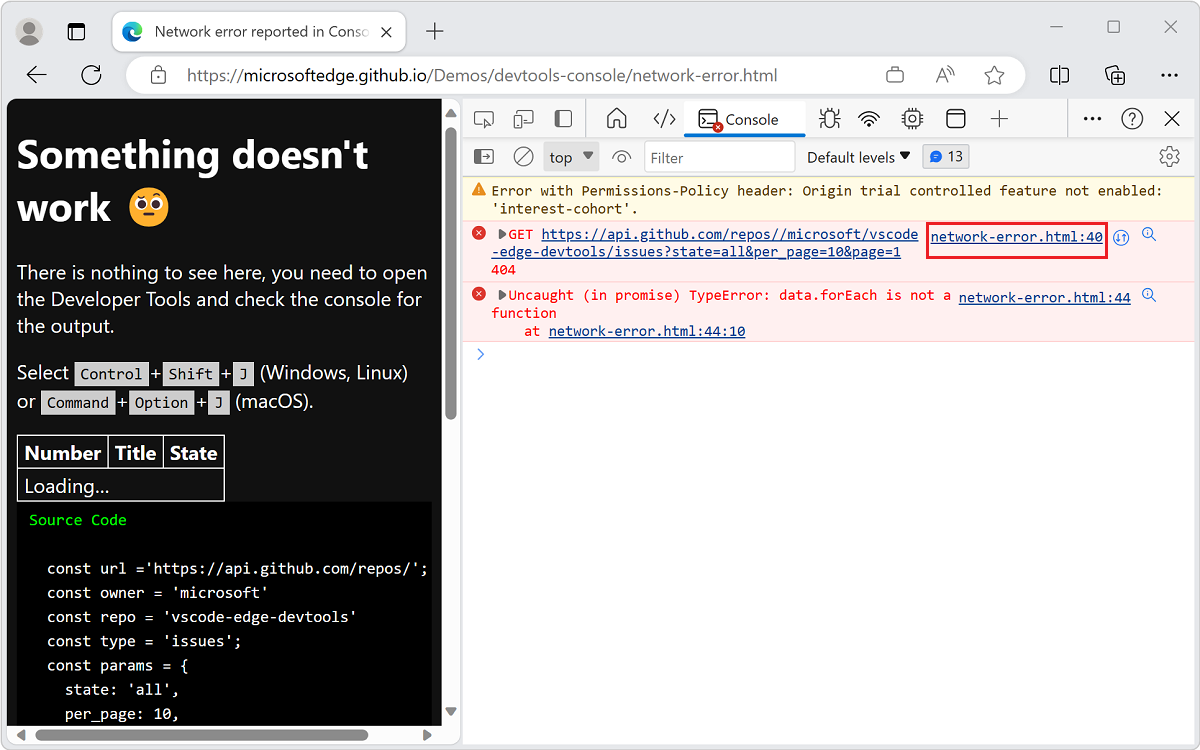 Network error reported in Conso
https://microsoftedge.github.io/Demos/devtools-console/network-error.html
Something doesn't
work
There is nothing to see here, you need to open
the Developer Tools and check the console for
the output.
Select Control+Shift+J (Windows, Linux)
or Command+Option+J (macOS).
Number Title State
Loading...
Source Code
const url ='https://api.github.com/repos/';
const owner = 'microsoft'
const repo = 'vscode-edge-devtools'
const type = 'issues';
const params = {
state: 'all',
per_page: 10,
Console
top Filter Default levels 13
Error with Permissions-Policy header: Origin trial controlled feature not enabled:
'interest-cohort'.
GET https://api.github.com/repos//microsoft/vscode network-error.html:40
-edge-devtools/issues?state=all&per_page=10&page=1
404
Uncaught (in promise) TypeError: data.forEach is not a network-error.html:44
function
at network-error.html:44:10